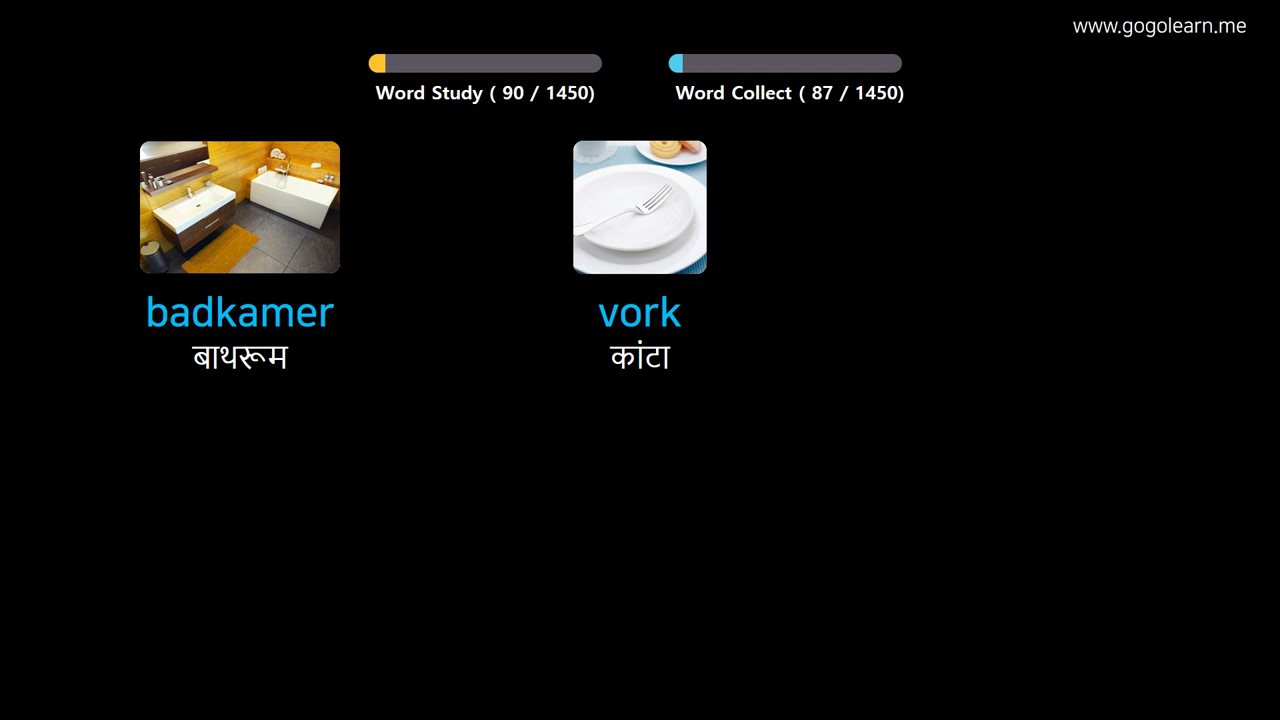 www.gogolearn.me
Word Study ( 90 / 1450)
Word Collect ( 87 / 1450)
badkamer
बाथरूम
vork
कांटा